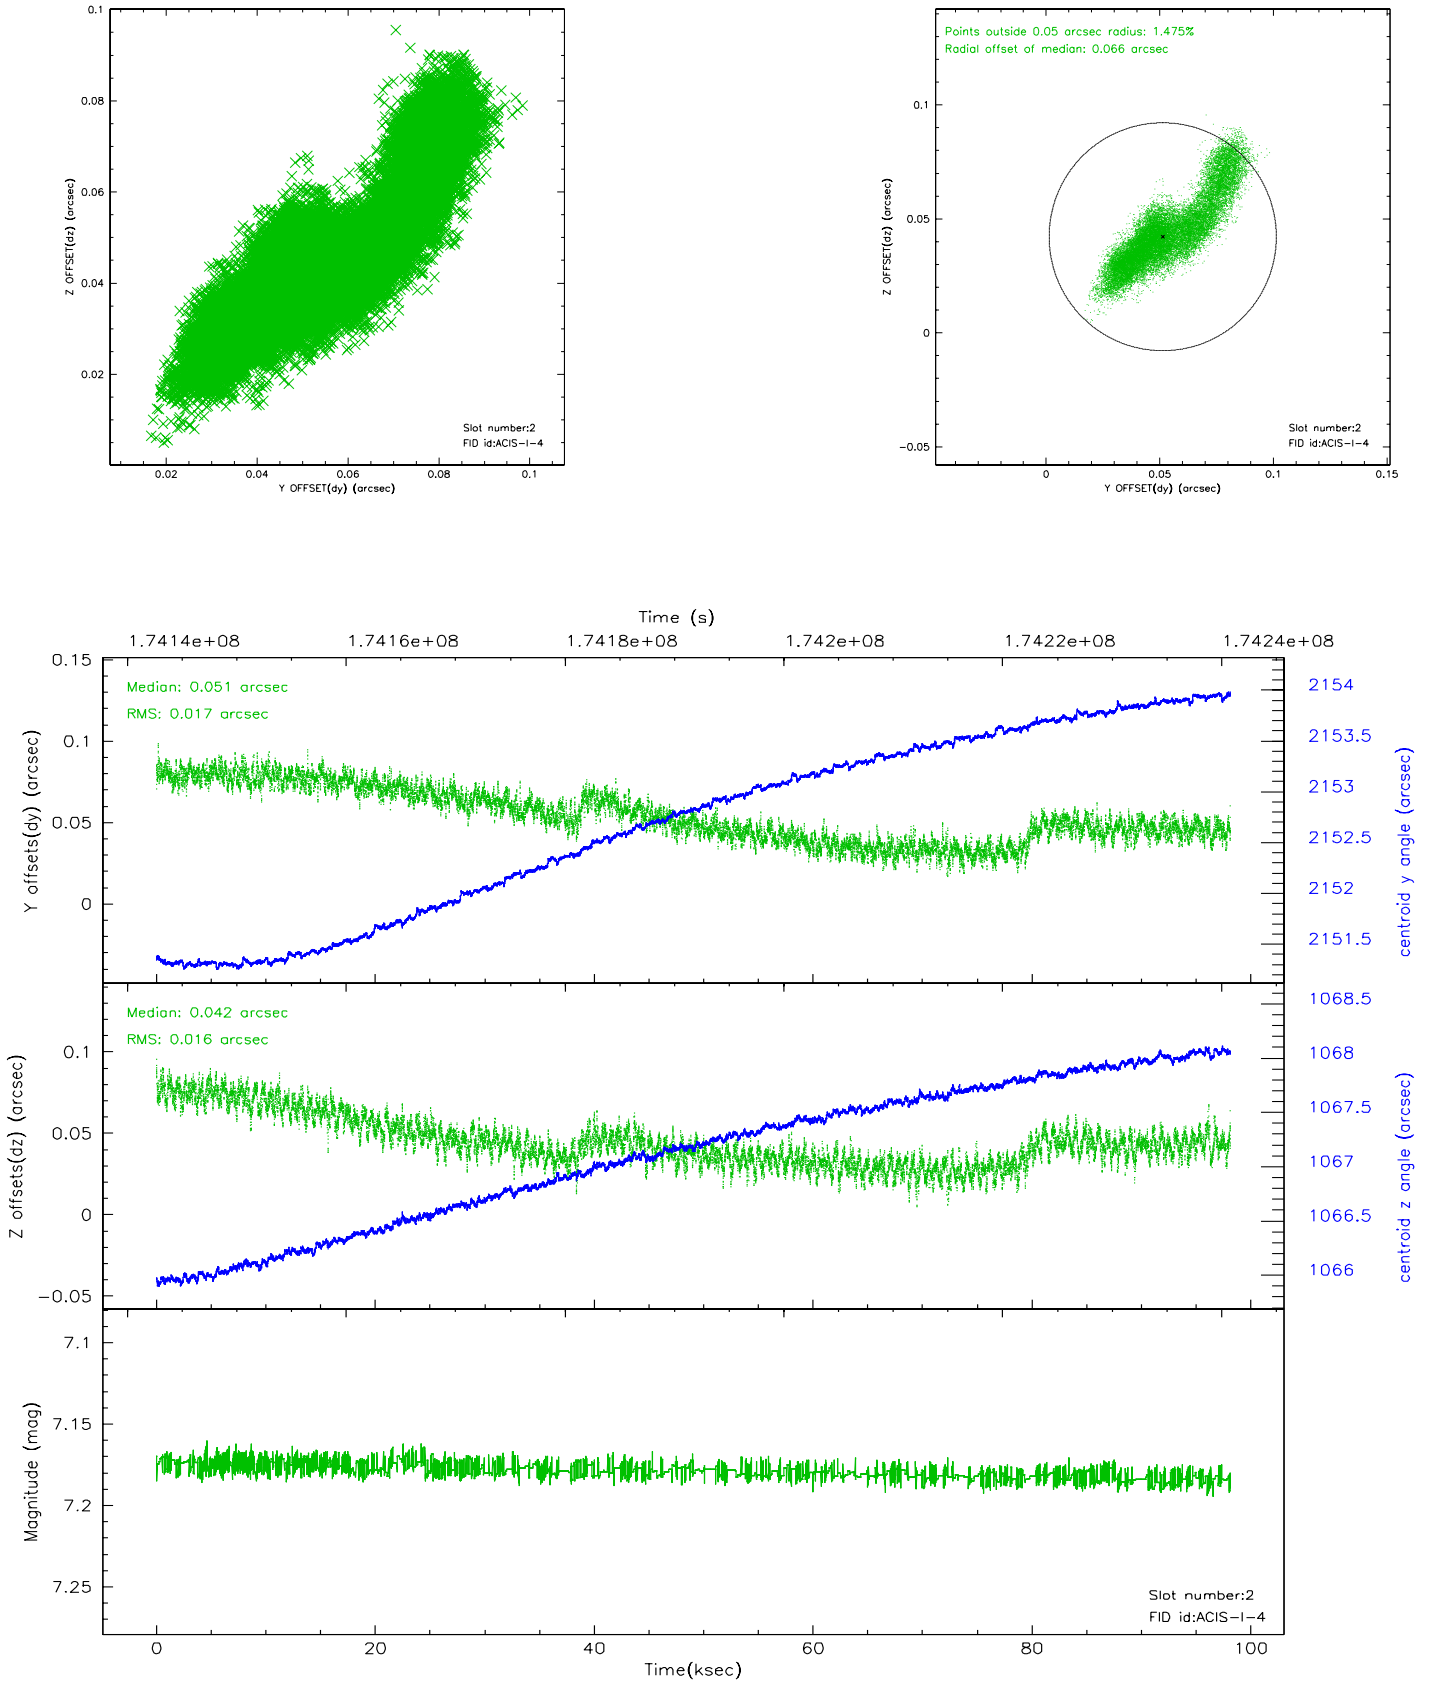 0.1
0.08
0.06
0.04
0.02
Z OFFSET(dz) (arcsec)
Slot number:2
FID id:ACIS-I-4
0.02 0.04 0.06 0.08 0.1
Y OFFSET(dy) (arcsec)
Points outside 0.05 arcsec radius: 1.475%
Radial offset of median: 0.066 arcsec
0.1
0.05
0
-0.05
Z OFFSET(dz) (arcsec)
Slot number:2
FID id:ACIS-I-4
0 0.05 0.1 0.15
Y OFFSET(dy) (arcsec)
Time (s)
1.7414e+08 1.7416e+08 1.7418e+08 1.742e+08 1.7422e+08 1.7424e+08
Median: 0.051 arcsec
RMS: 0.017 arcsec
0.15
0.1
0.05
0
Y offsets(dy) (arcsec)
2154
2153.5
2153
2152.5
2152
2151.5
centroid y angle (arcsec)
Median: 0.042 arcsec
RMS: 0.016 arcsec
0.1
0.05
0
-0.05
Z offsets(dz) (arcsec)
1068.5
1068
1067.5
1067
1066.5
1066
centroid z angle (arcsec)
7.1
7.15
7.2
7.25
Magnitude (mag)
Slot number:2
FID id:ACIS-I-4
0 20 40 60 80 100
Time(ksec)